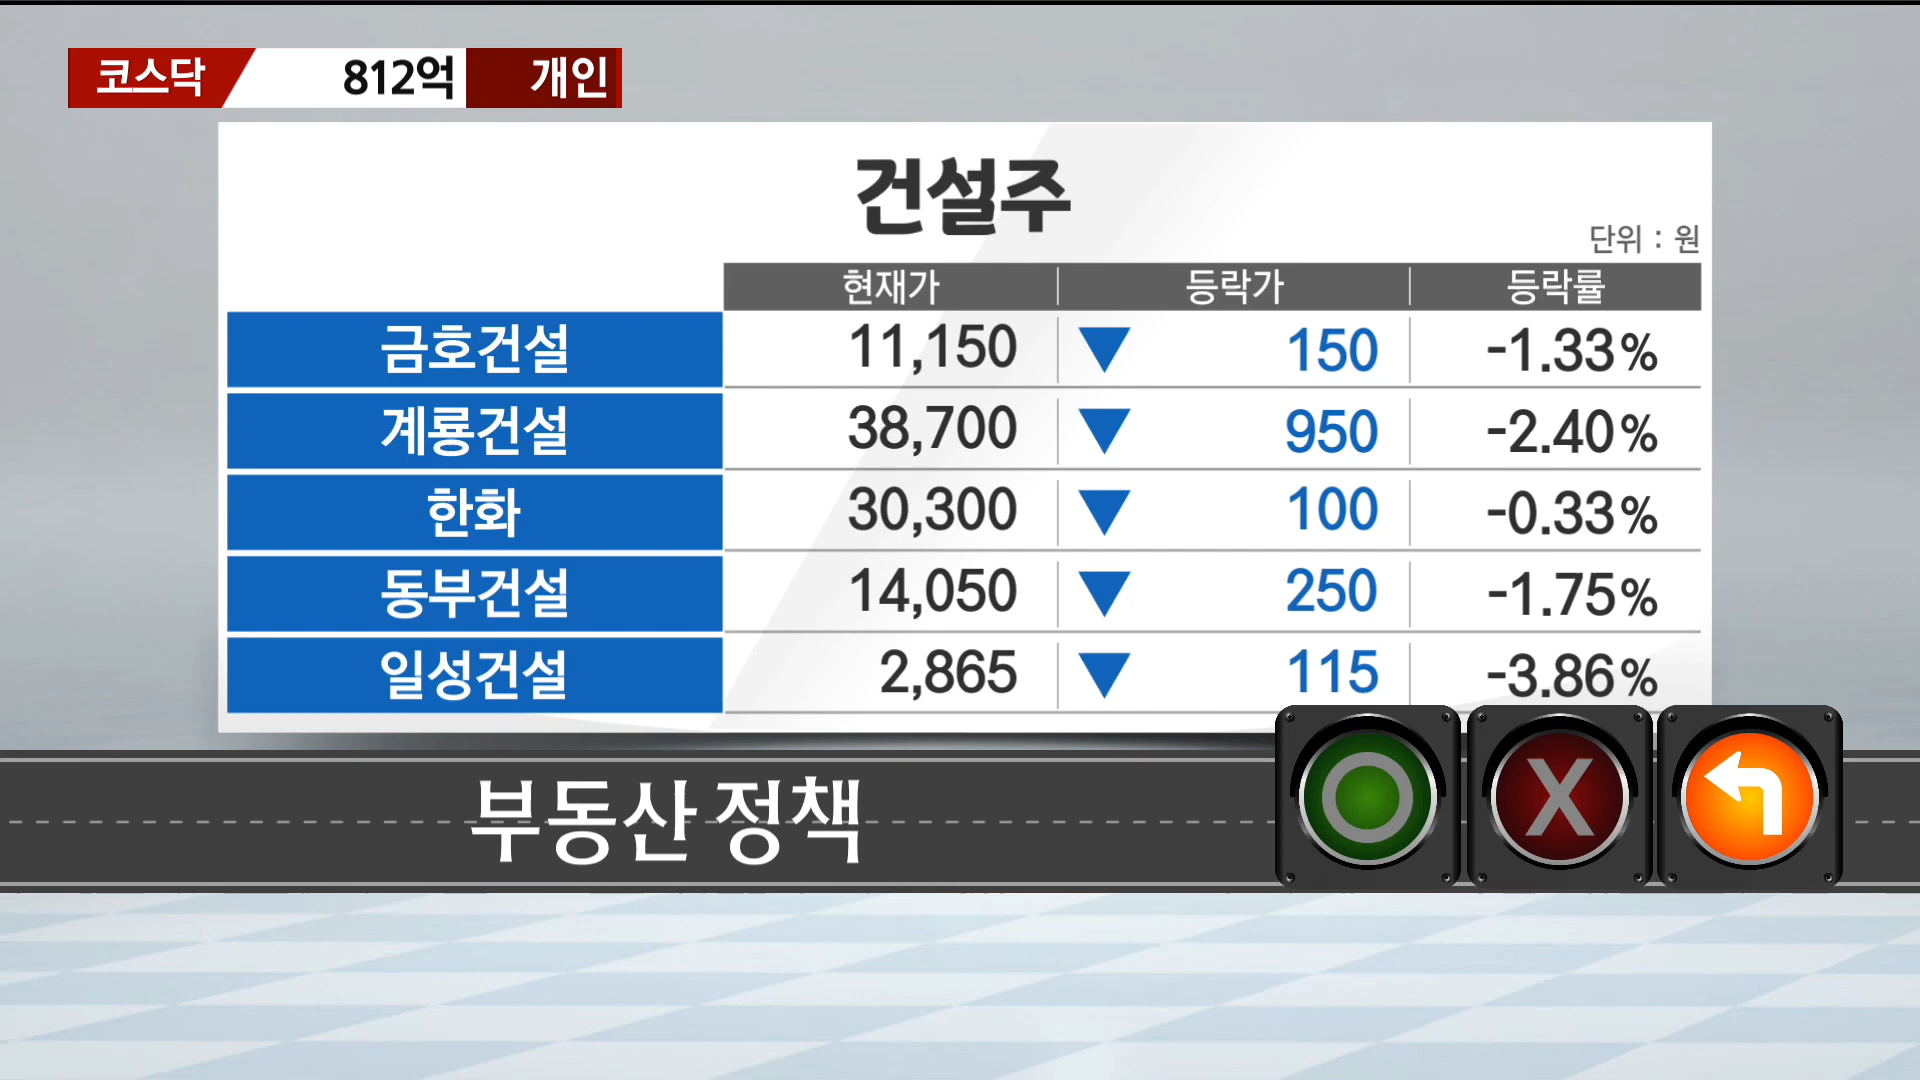 코스닥 812억 개인
건설주
단위 : 원
현재가 등락가 등락률
금호건설 11,150 ▼ 150 -1.33%
계룡건설 38,700 ▼ 950 -2.40%
한화 30,300 ▼ 100 -0.33%
동부건설 14,050 ▼ 250 -1.75%
일성건설 2,865 ▼ 115 -3.86%
부동산 정책
X